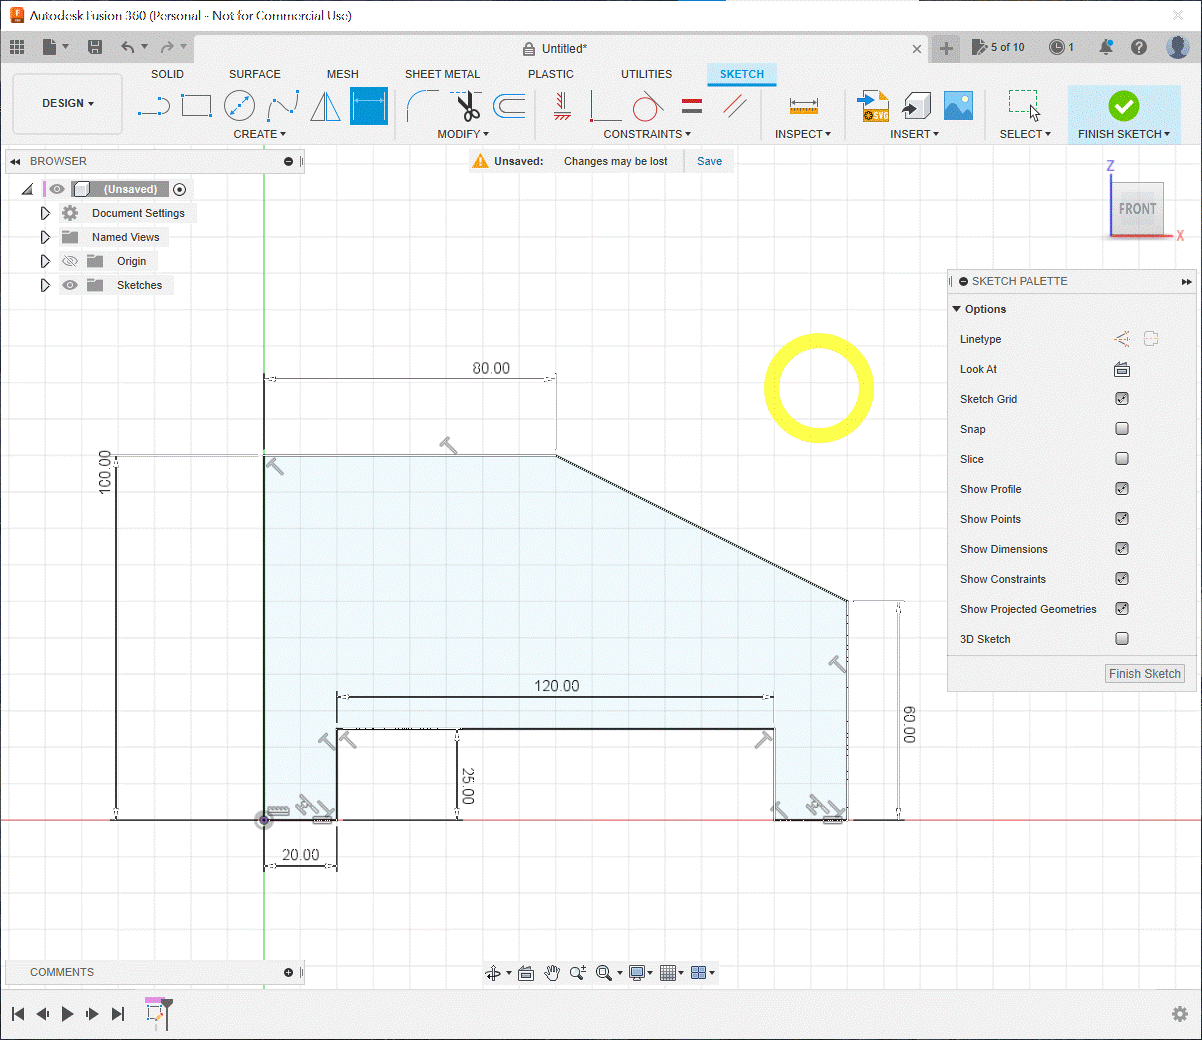 Autodesk Fusion 360 (Personal - Not for Commercial Use)
Untitled*
5 of 10
1
DESIGN
SOLID
SURFACE
MESH
SHEET METAL
PLASTIC
UTILITIES
SKETCH
CREATE
MODIFY
CONSTRAINTS
INSPECT
INSERT
SELECT
FINISH SKETCH
SVG
BROWSER
Unsaved: Changes may be lost Save
(Unsaved)
Document Settings
Named Views
Origin
Sketches
Z
FRONT
X
SKETCH PALETTE
Options
Linetype
Look At
Sketch Grid
Snap
Slice
Show Profile
Show Points
Show Dimensions
Show Constraints
Show Projected Geometries
3D Sketch
Finish Sketch
80.00
100.00
120.00
60.00
25.00
20.00
COMMENTS